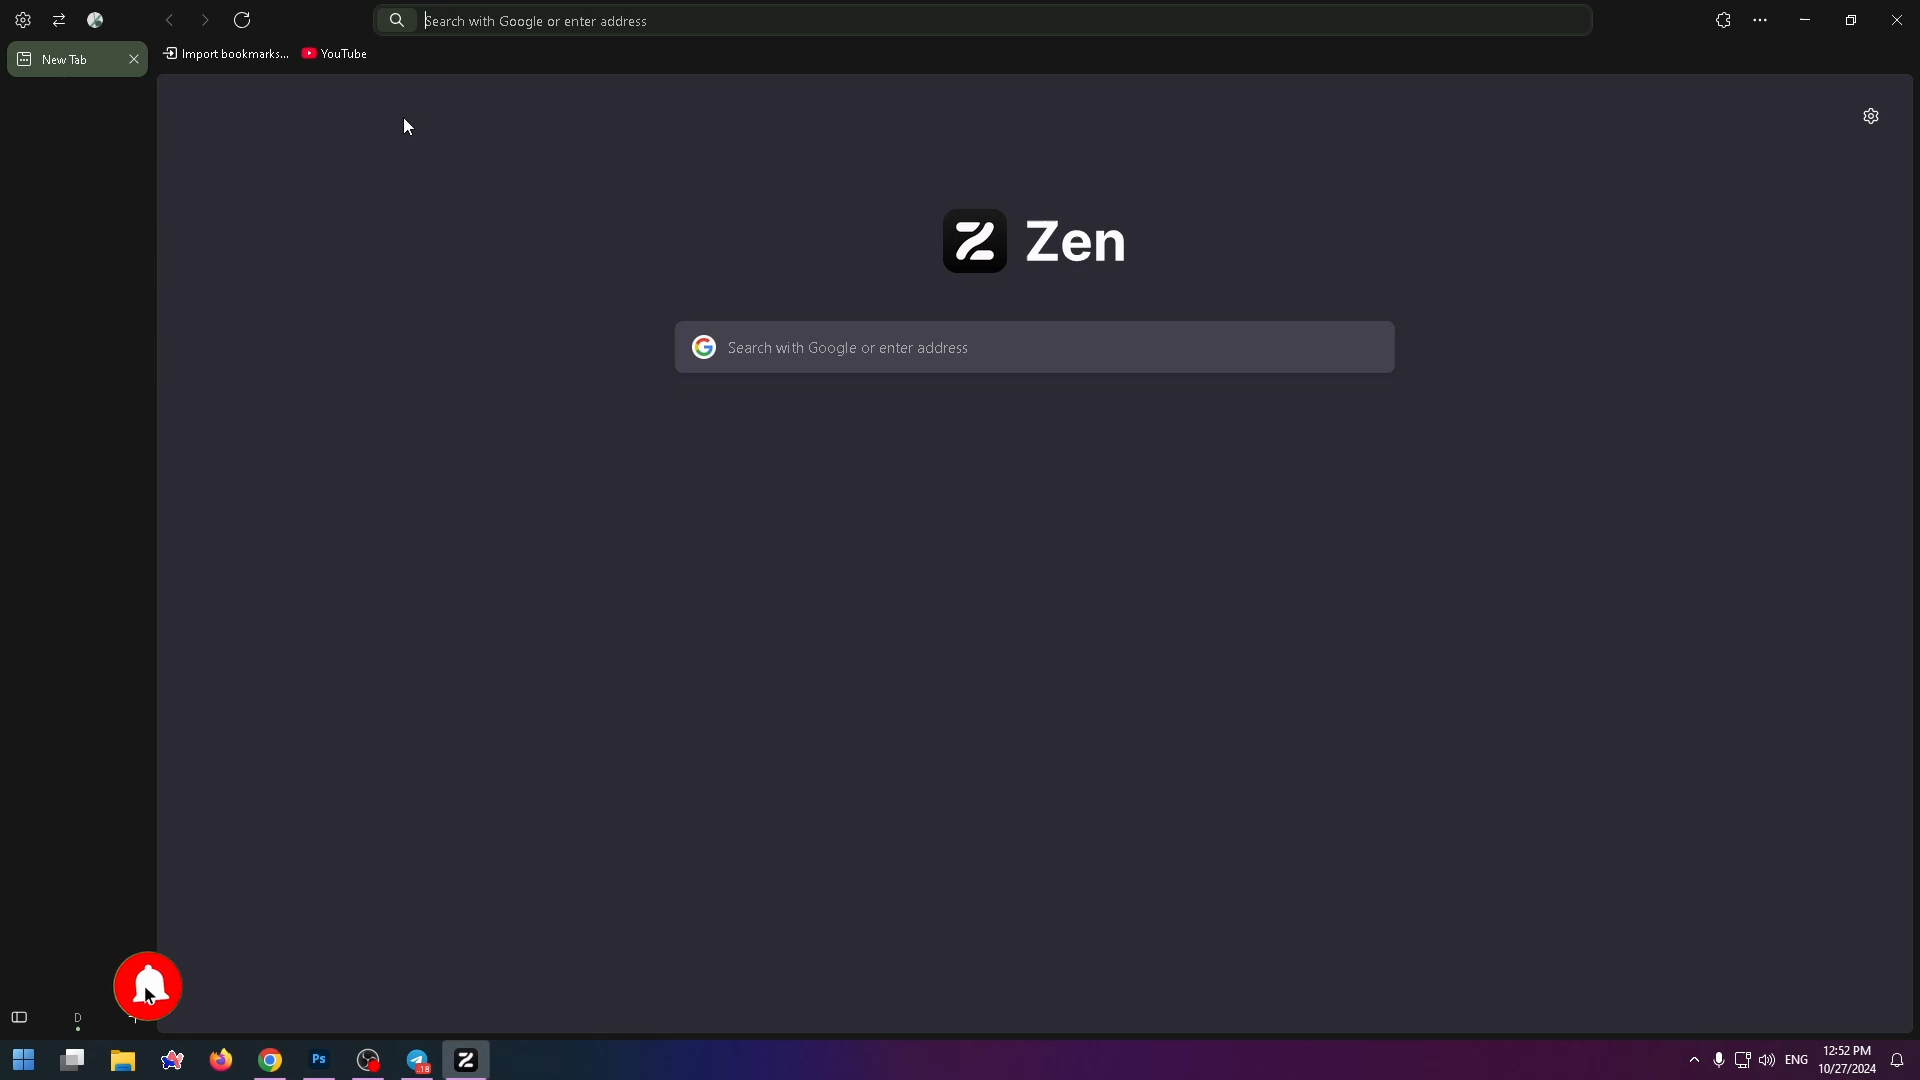 Search with Google or enter address
New Tab
Import bookmarks...
YouTube
Zen
Search with Google or enter address
D
Ps
18
ENG
12:52 PM
10/27/2024